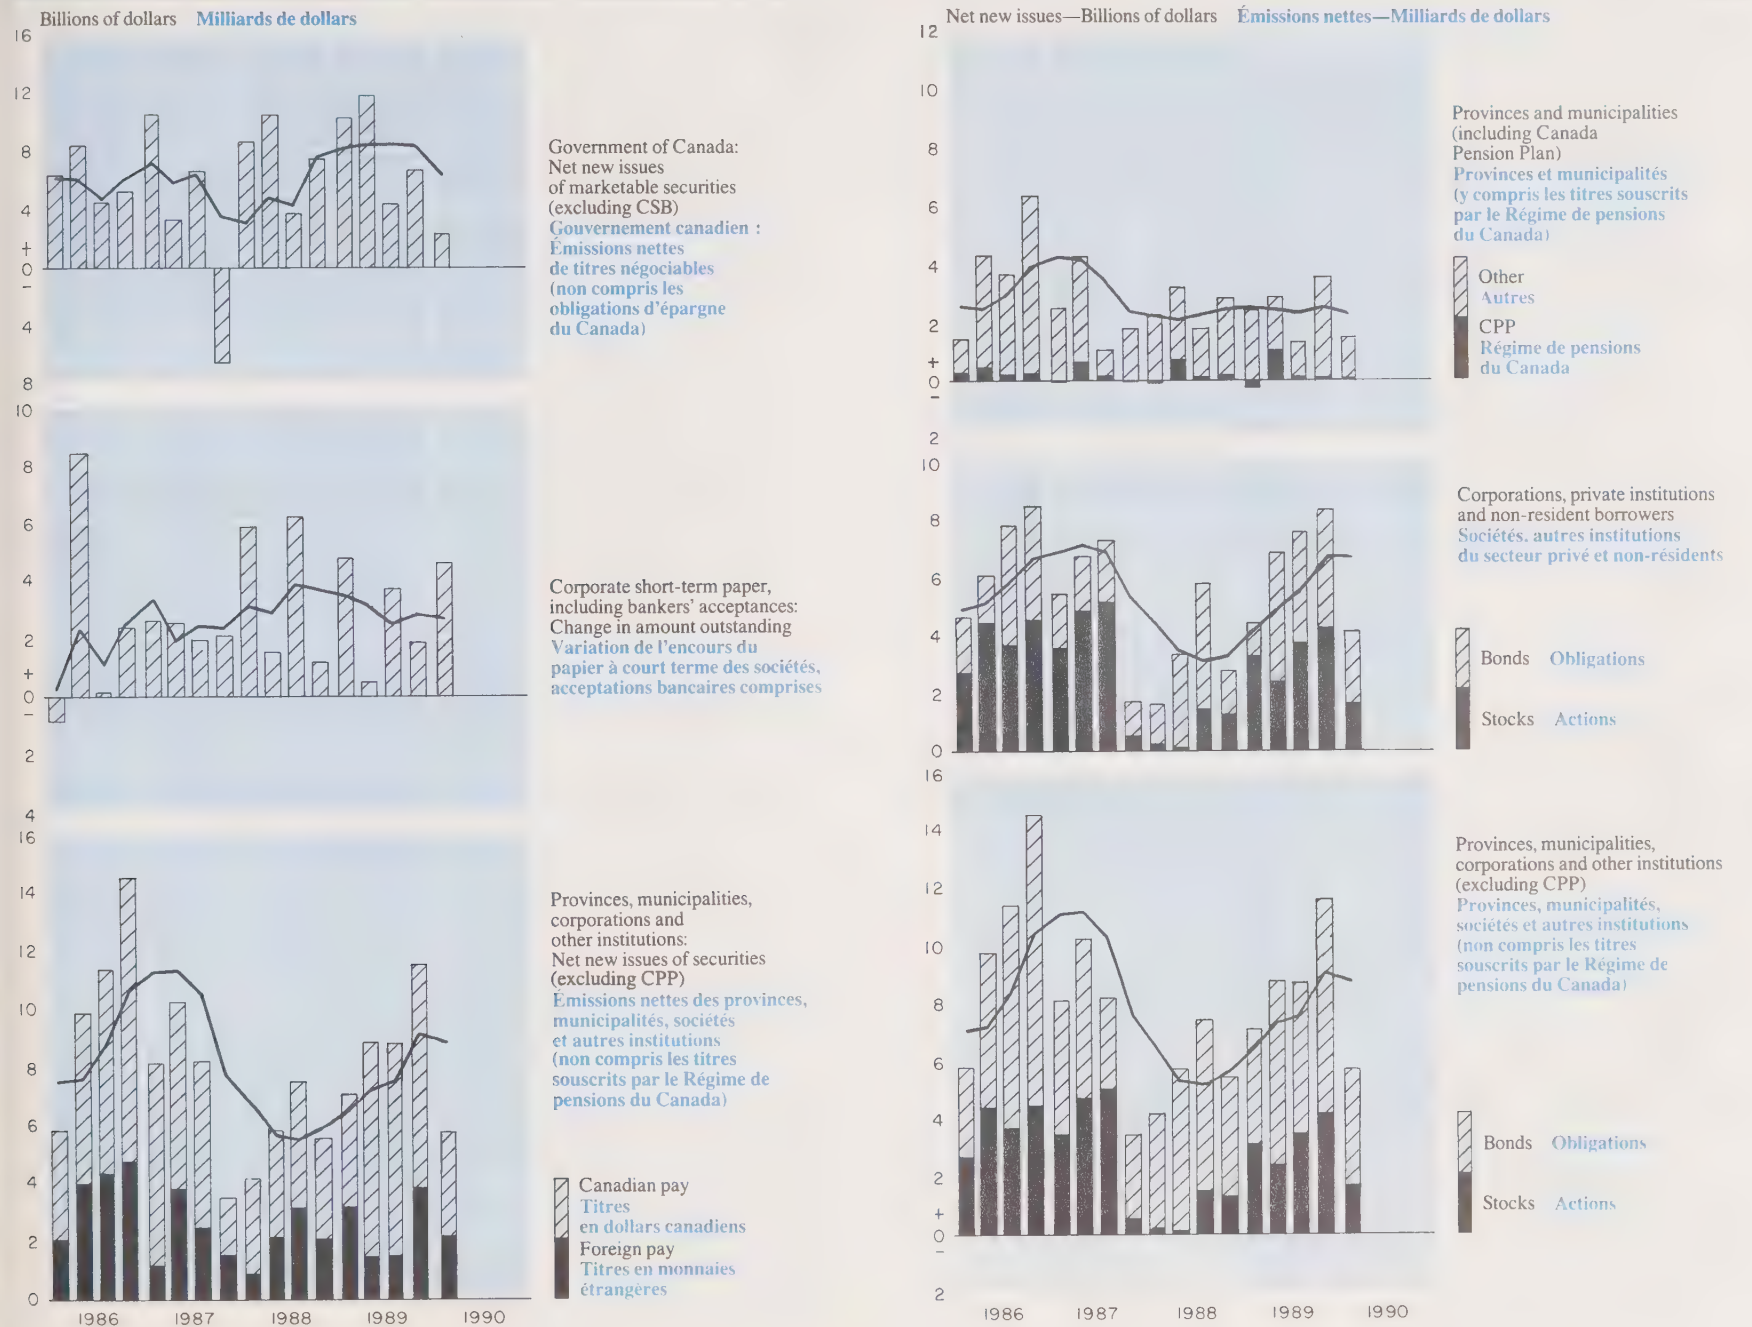 Billions of dollars Milliards de dollars
16
12
8
4
+
0
−
4
8
Government of Canada:
Net new issues
of marketable securities
(excluding CSB)
Gouvernement canadien :
Émissions nettes
de titres négociables
(non compris les
obligations d'épargne
du Canada)
10
8
6
4
2
+
0
−
2
4
Corporate short-term paper,
including bankers' acceptances:
Change in amount outstanding
Variation de l'encours du
papier à court terme des sociétés,
acceptations bancaires comprises
16
14
12
10
8
6
4
2
0
Provinces, municipalities,
corporations and
other institutions:
Net new issues of securities
(excluding CPP)
Émissions nettes des provinces,
municipalités, sociétés
et autres institutions
(non compris les titres
souscrits par le Régime de
pensions du Canada)
Canadian pay
Titres
en dollars canadiens
Foreign pay
Titres en monnaies
étrangères
1986 1987 1988 1989 1990
Net new issues—Billions of dollars Émissions nettes—Milliards de dollars
12
10
8
6
4
2
+
0
−
2
Provinces and municipalities
(including Canada
Pension Plan)
Provinces et municipalités
(y compris les titres souscrits
par le Régime de pensions
du Canada)
Other
Autres
CPP
Régime de pensions
du Canada
10
8
6
4
2
0
Corporations, private institutions
and non-resident borrowers
Sociétés, autres institutions
du secteur privé et non-résidents
Bonds Obligations
Stocks Actions
16
14
12
10
8
6
4
2
+
0
−
2
Provinces, municipalities,
corporations and other institutions
(excluding CPP)
Provinces, municipalités,
sociétés et autres institutions
(non compris les titres
souscrits par le Régime de
pensions du Canada)
Bonds Obligations
Stocks Actions
1986 1987 1988 1989 1990